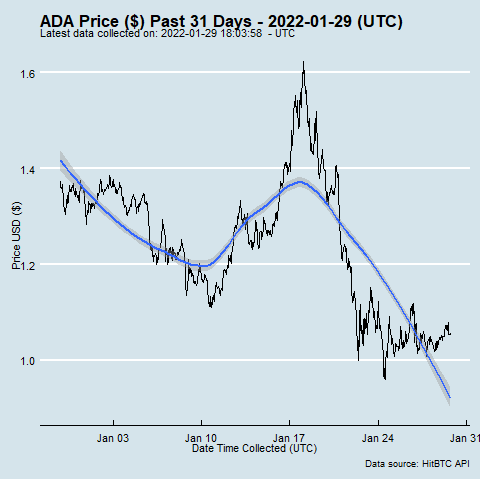 ADA Price ($) Past 31 Days - 2022-01-29 (UTC)
Latest data collected on: 2022-01-29 18:03:58 - UTC
1.6
1.4
1.2
1.0
Price USD ($)
Jan 03
Jan 10
Jan 17
Jan 24
Jan 31
Date Time Collected (UTC)
Data source: HitBTC API